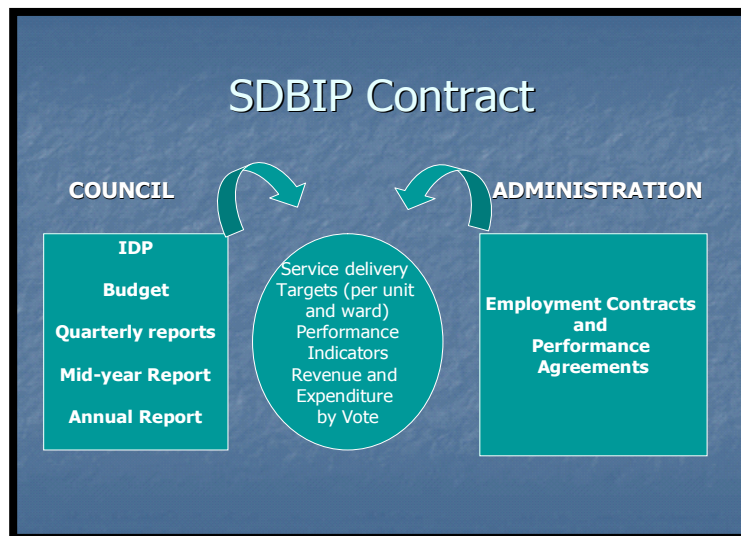 SDBIP Contract
COUNCIL
IDP
Budget
Quarterly reports
Mid-year Report
Annual Report
Service delivery
Targets (per unit
and ward)
Performance
Indicators
Revenue and
Expenditure
by Vote
ADMINISTRATION
Employment Contracts
and
Performance
Agreements